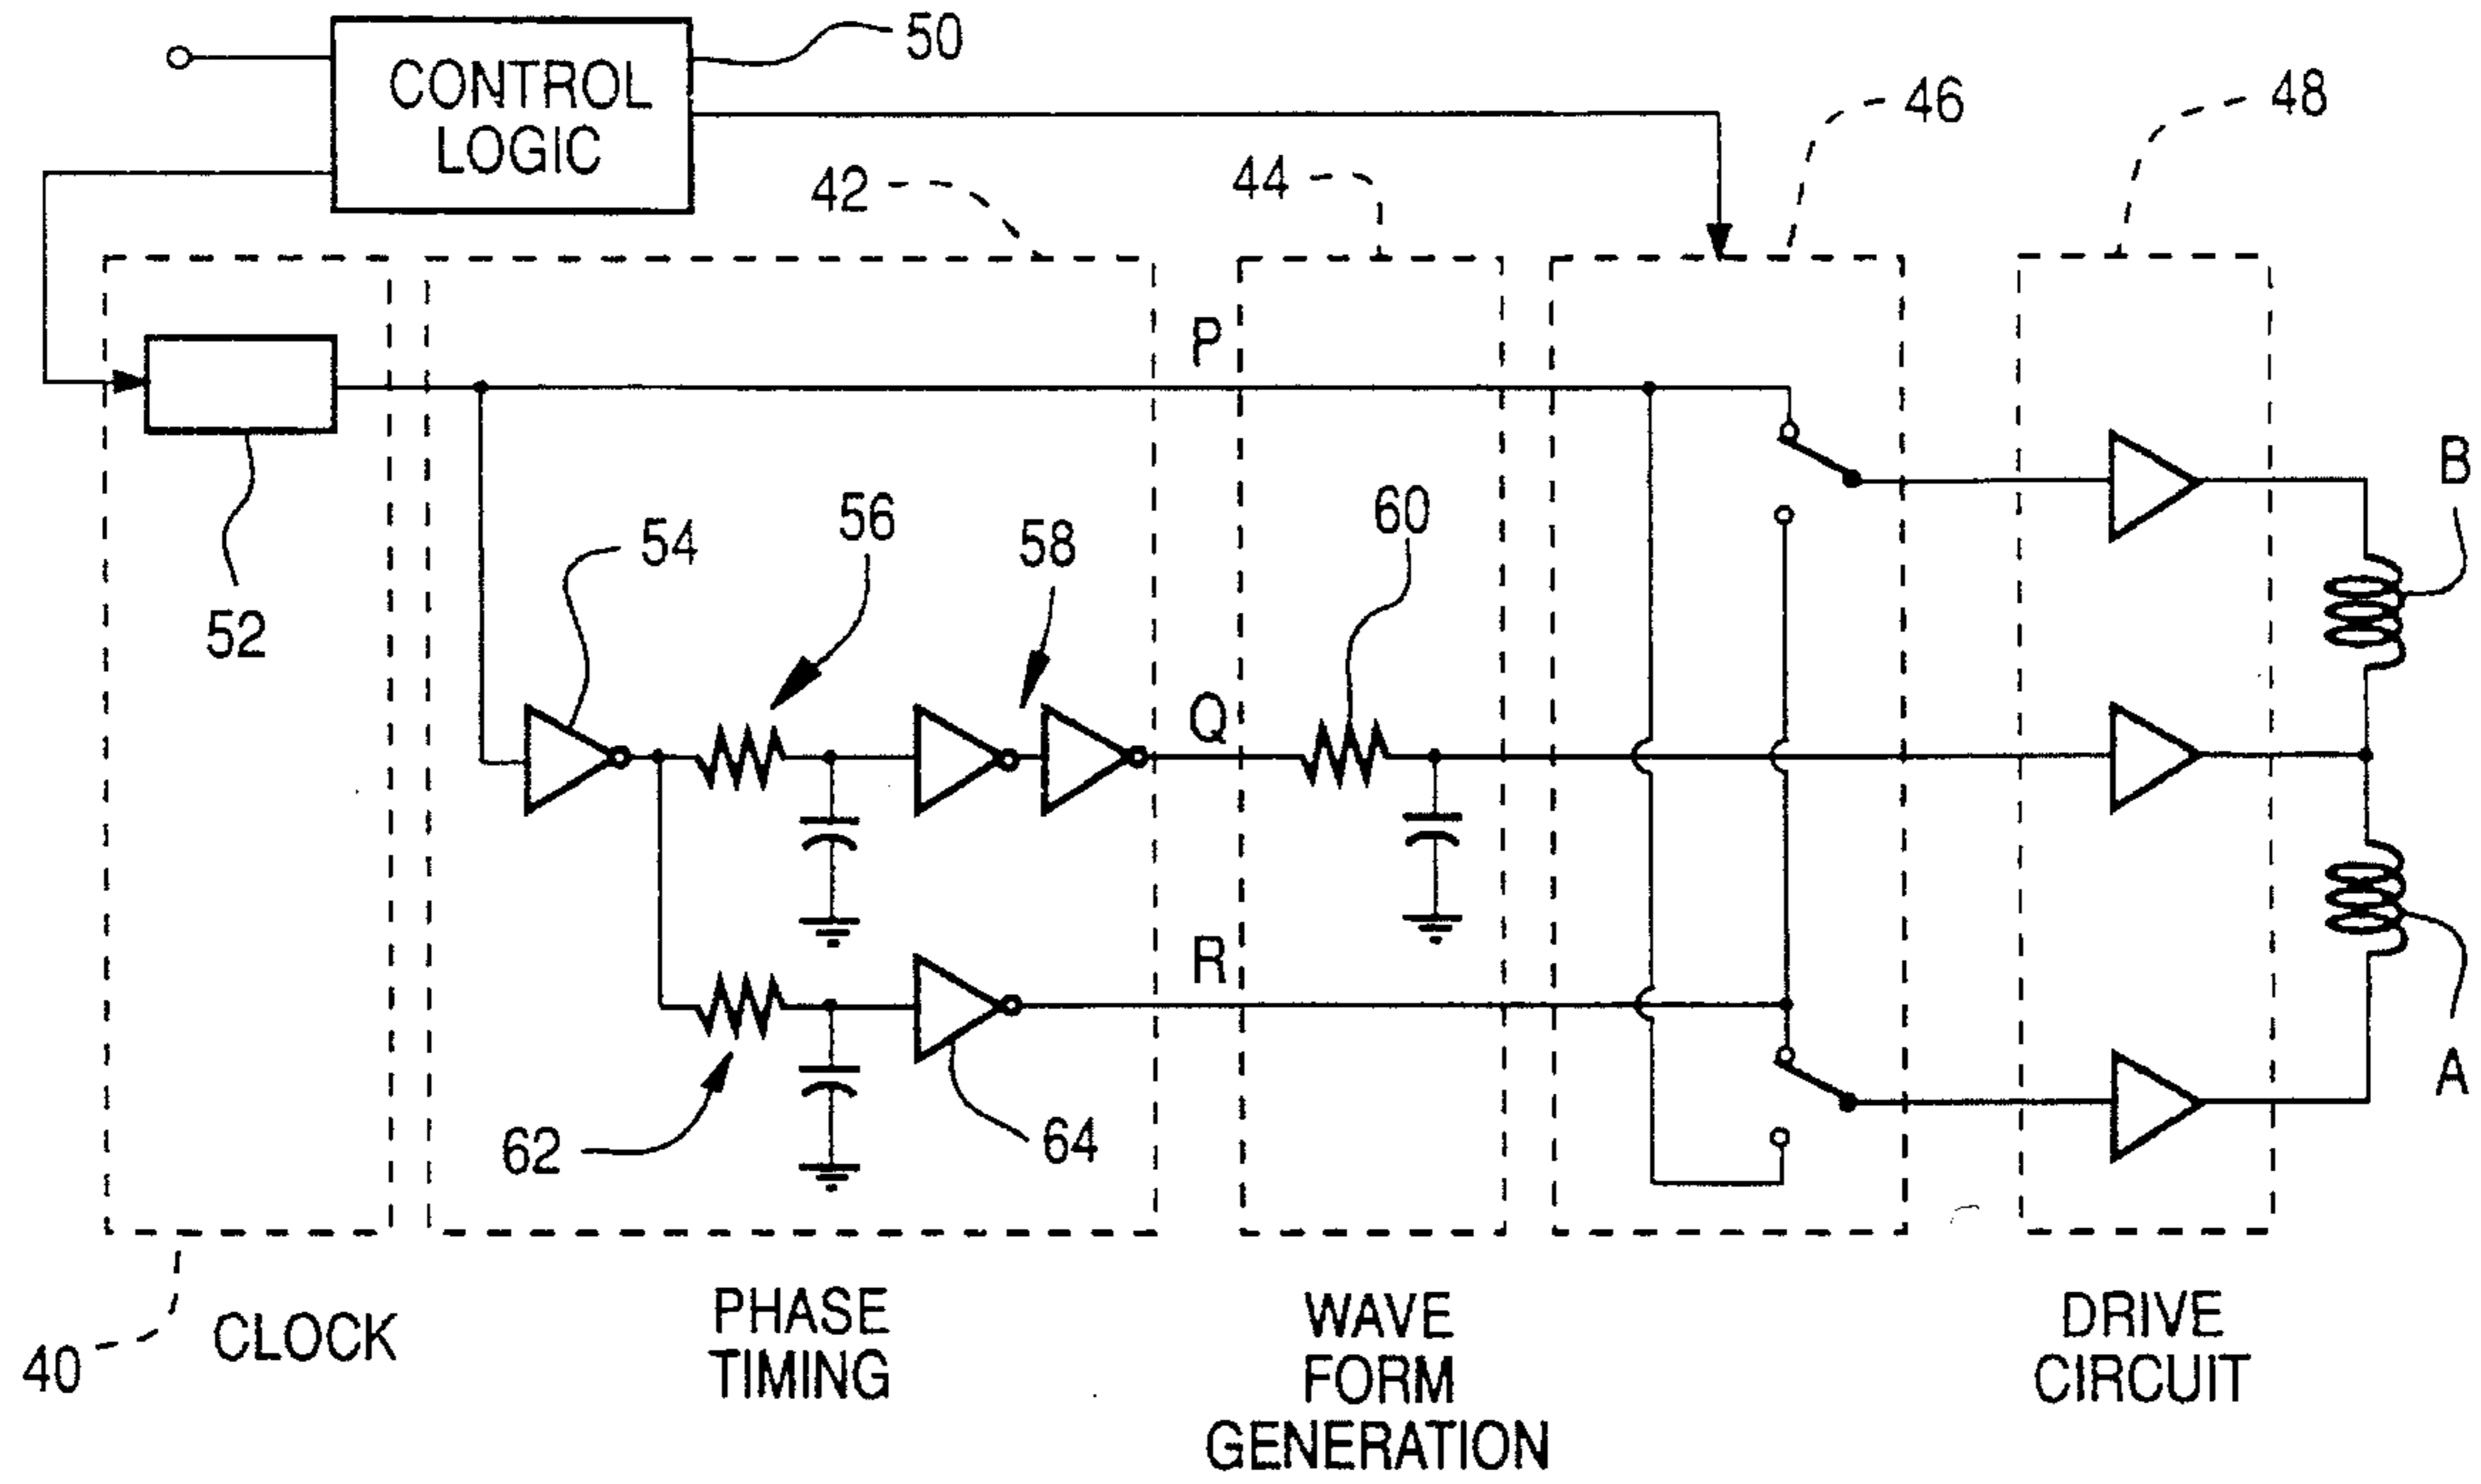 50
CONTROL
LOGIC
46
48
42
44
P
B
54
56
58
60
52
Q
R
A
62
64
40
CLOCK
PHASE
TIMING
WAVE
FORM
GENERATION
DRIVE
CIRCUIT